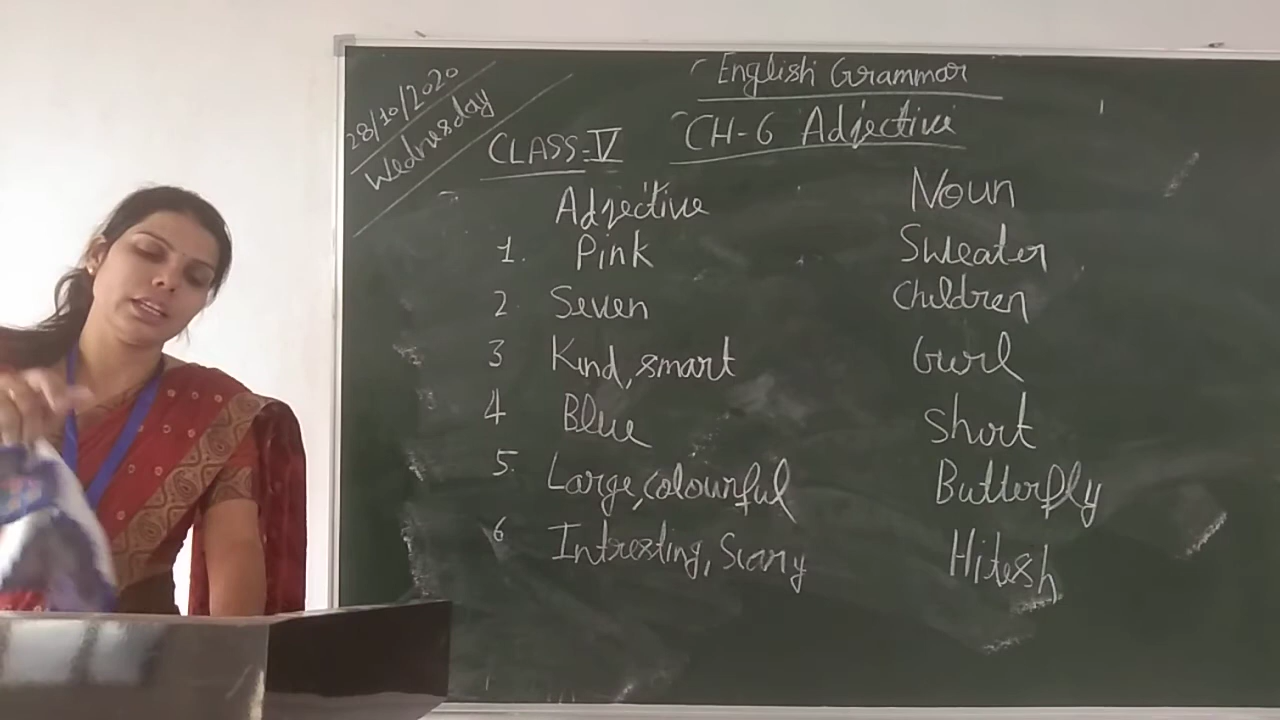 28/10/2020
Wednesday
English Grammar
CH-6 Adjective
CLASS:-V
Adjective Noun
1. Pink Sweater
2. Seven Children
3 Kind, smart Girl
4 Blue Shirt
5. Large, colourful Butterfly
6 Intresting, Scary Hitesh